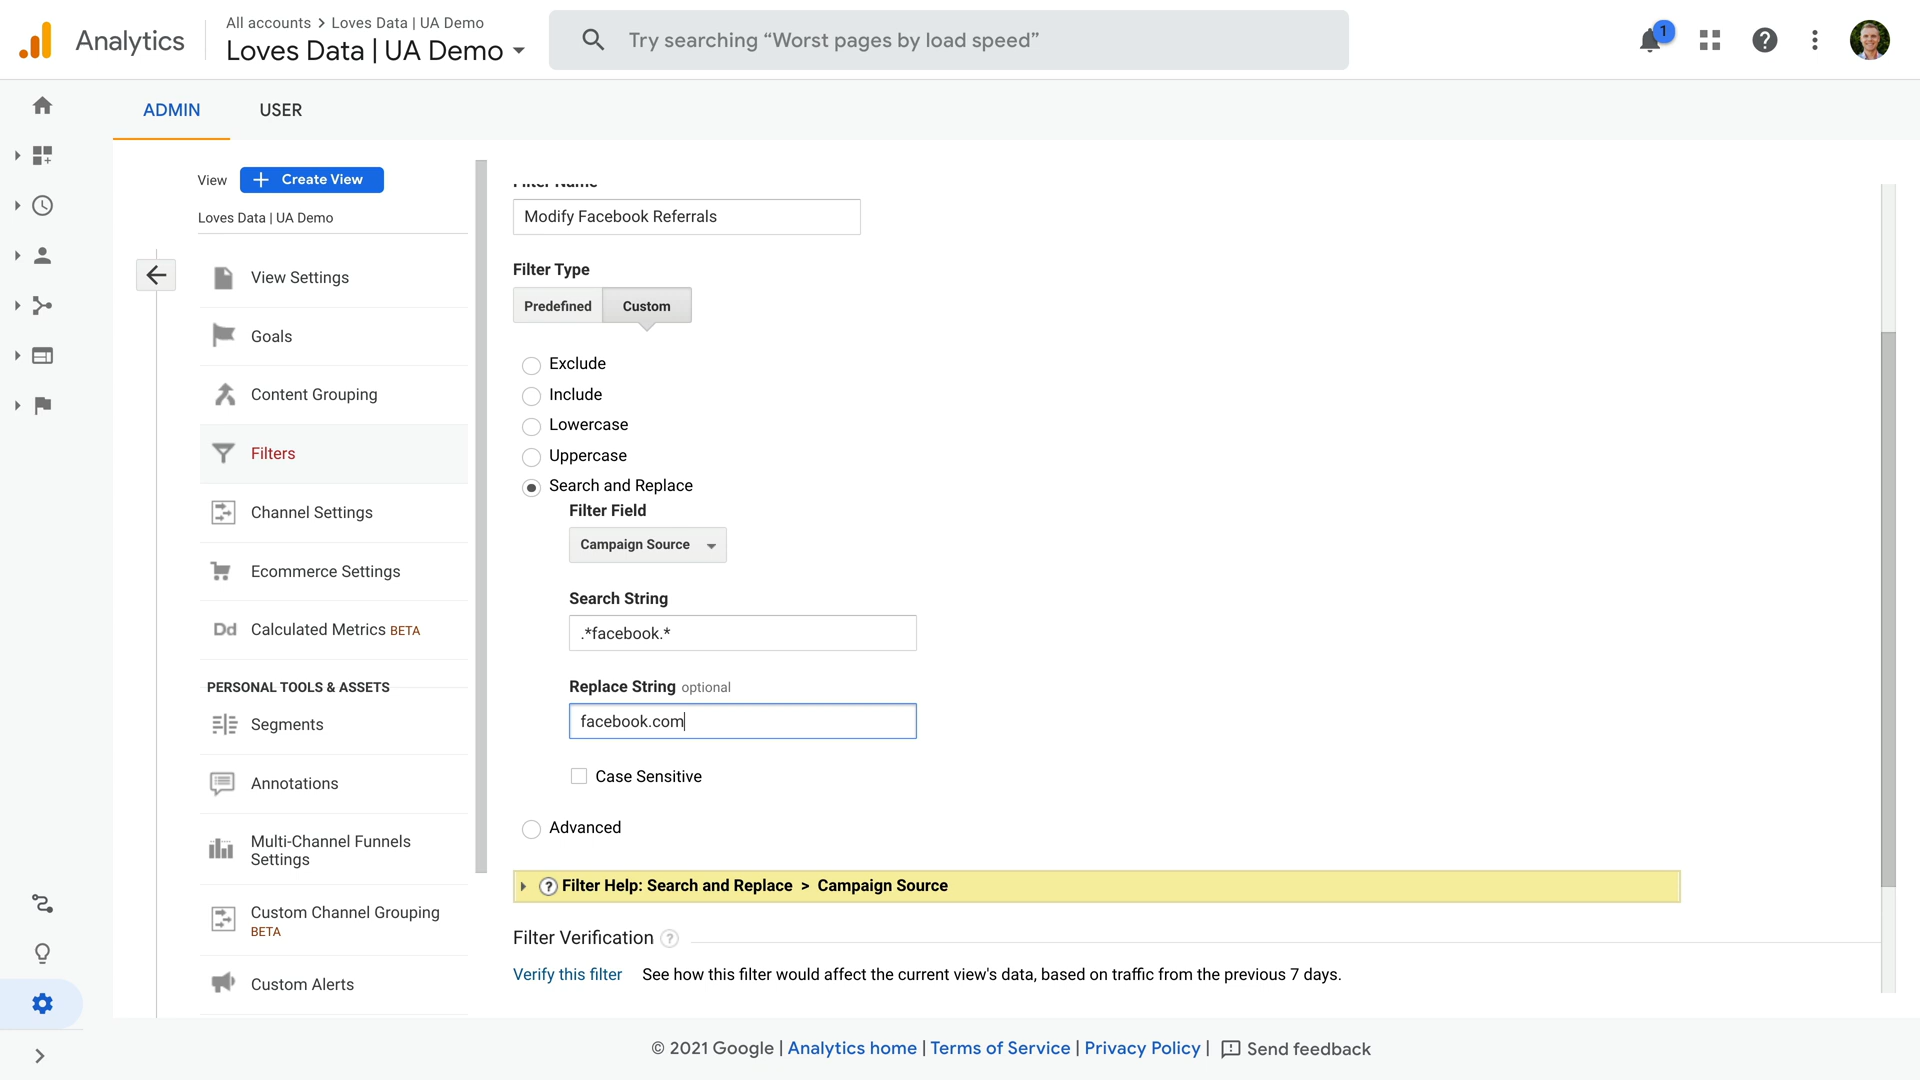 Analytics
All accounts > Loves Data | UA Demo
Loves Data | UA Demo
Try searching “Worst pages by load speed”
1
ADMIN
USER
View
Create View
Loves Data | UA Demo
View Settings
Goals
Content Grouping
Filters
Channel Settings
Ecommerce Settings
Dd Calculated Metrics BETA
PERSONAL TOOLS & ASSETS
Segments
Annotations
Multi-Channel Funnels
Settings
Custom Channel Grouping
BETA
Custom Alerts
Filter Name
Modify Facebook Referrals
Filter Type
Predefined
Custom
Exclude
Include
Lowercase
Uppercase
Search and Replace
Filter Field
Campaign Source
Search String
.*facebook.*
Replace String optional
facebook.com
Case Sensitive
Advanced
? Filter Help: Search and Replace > Campaign Source
Filter Verification ?
Verify this filter See how this filter would affect the current view's data, based on traffic from the previous 7 days.
© 2021 Google | Analytics home | Terms of Service | Privacy Policy | Send feedback